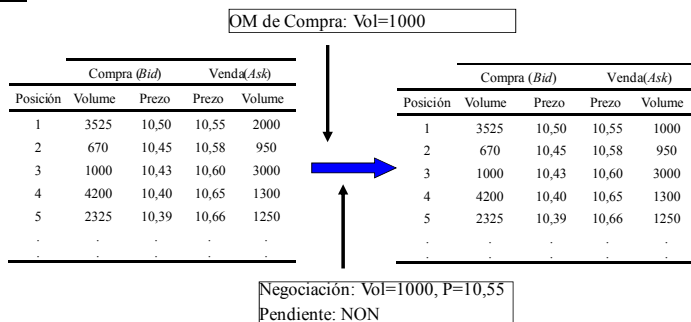 OM de Compra: Vol=1000
Compra (Bid) Venda(Ask)
Posición Volume Prezo Prezo Volume
1 3525 10,50 10,55 2000
2 670 10,45 10,58 950
3 1000 10,43 10,60 3000
4 4200 10,40 10,65 1300
5 2325 10,39 10,66 1250
. . . . .
. . . . .
Compra (Bid) Venda(Ask)
Posición Volume Prezo Prezo Volume
1 3525 10,50 10,55 1000
2 670 10,45 10,58 950
3 1000 10,43 10,60 3000
4 4200 10,40 10,65 1300
5 2325 10,39 10,66 1250
. . . . .
. . . . .
Negociación: Vol=1000, P=10,55
Pendiente: NON